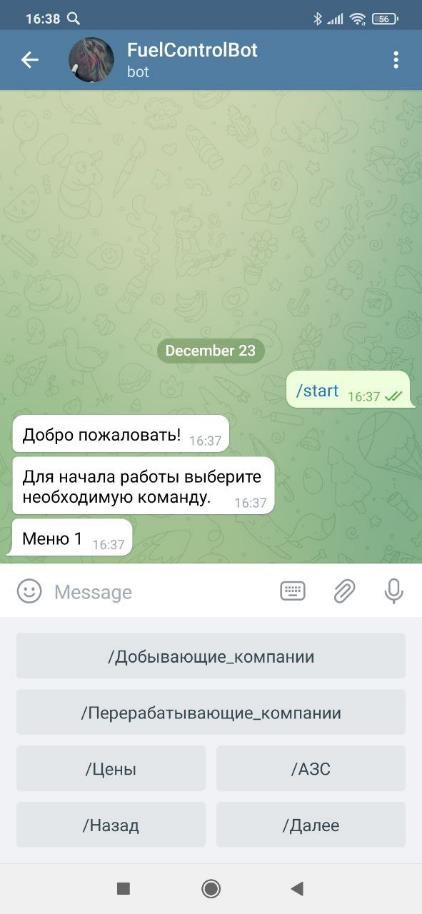 16:38
56
FuelControlBot
bot
December 23
/start 16:37
Добро пожаловать! 16:37
Для начала работы выберите
необходимую команду. 16:37
Меню 1 16:37
Message
/Добывающие_компании
/Перерабатывающие_компании
/Цены /АЗС
/Назад /Далее